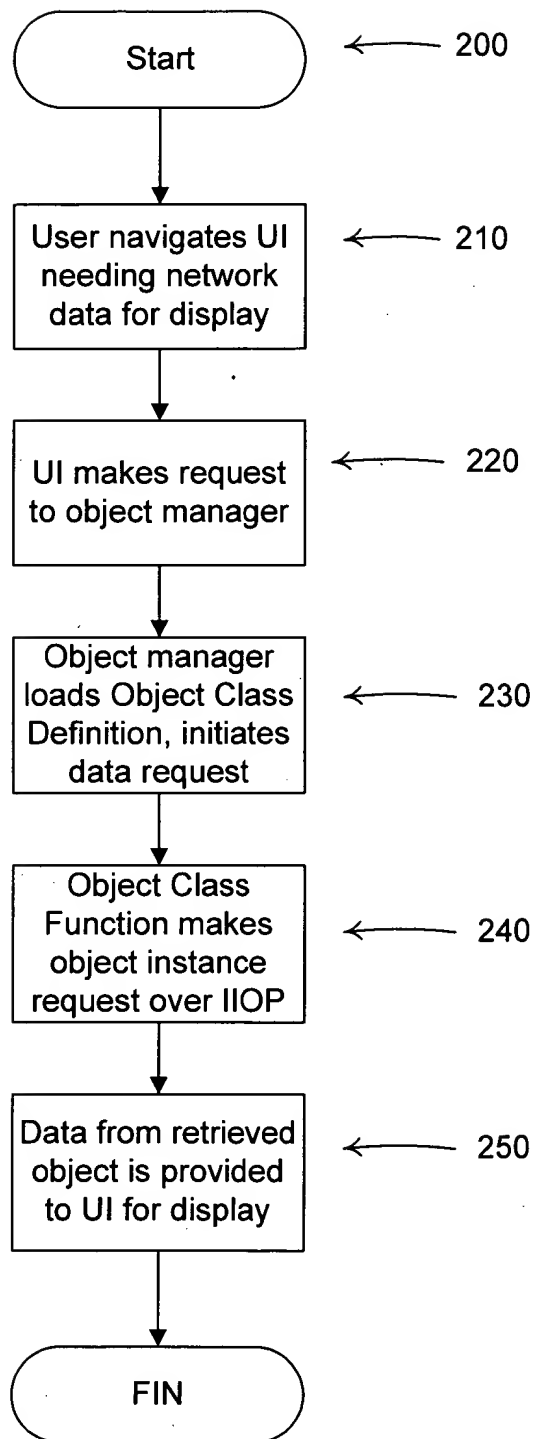 Start
200
User navigates UI
needing network
data for display
210
UI makes request
to object manager
220
Object manager
loads Object Class
Definition, initiates
data request
230
Object Class
Function makes
object instance
request over IIOP
240
Data from retrieved
object is provided
to UI for display
250
FIN